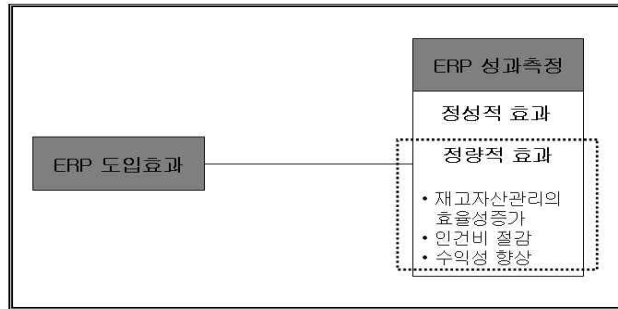 ERP 성과측정
정성적 효과
ERP 도입효과
정량적 효과
• 재고자산관리의
효율성증가
• 인건비 절감
• 수익성 향상